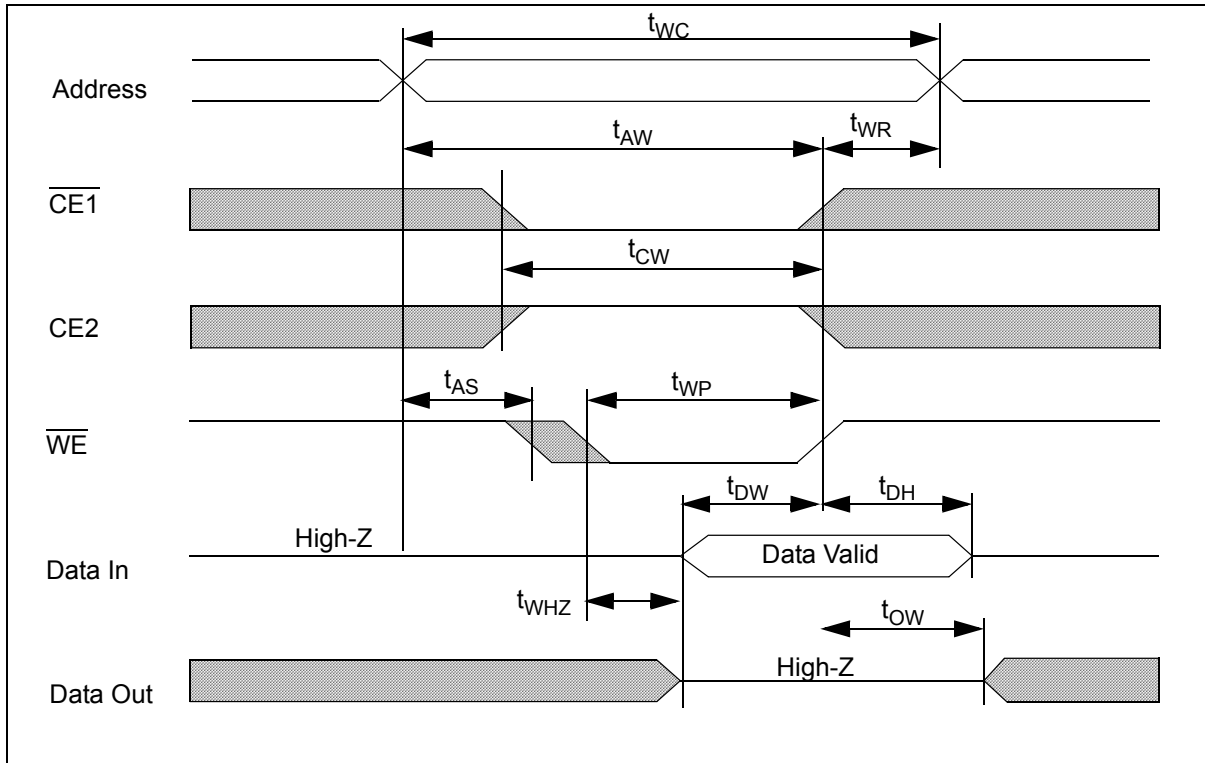 tWC
Address
tAW
tWR
CE1
tCW
CE2
tAS
tWP
WE
tDW
tDH
High-Z
Data Valid
Data In
tWHZ
tOW
High-Z
Data Out